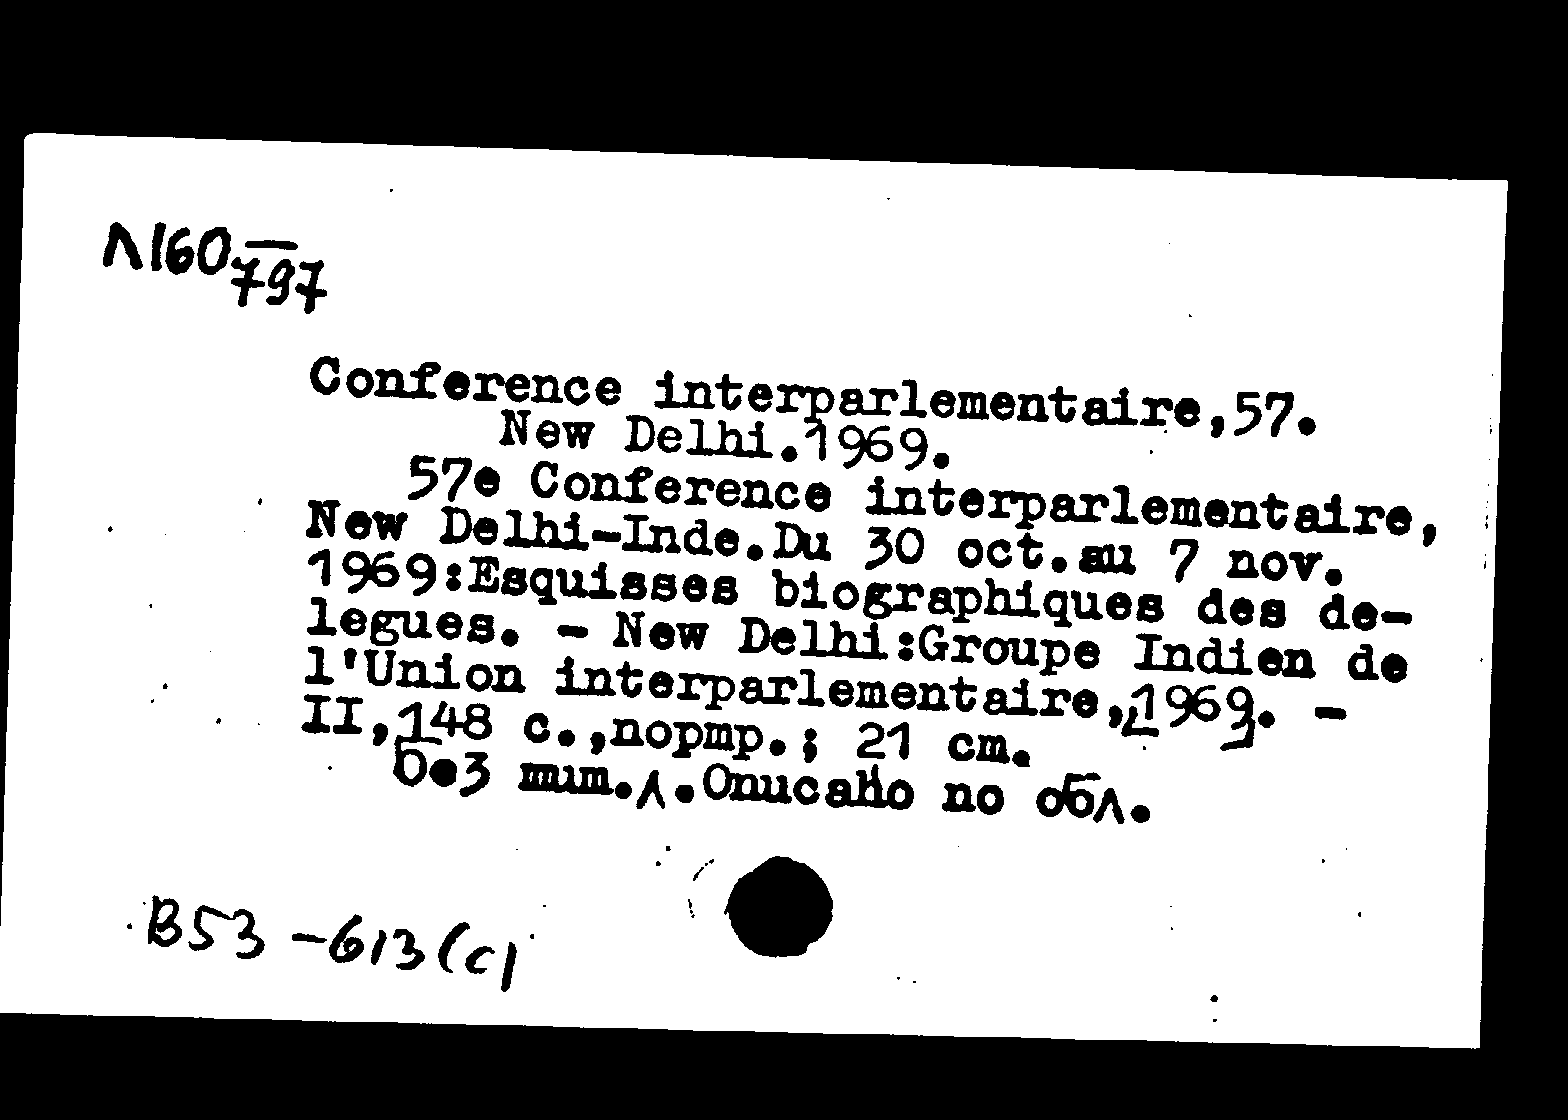 Л160
797
Conference interparlementaire,57.
New Delhi.1969.
57e Conference interparlementaire,
New Delhi-Inde.Du 30 oct.au 7 nov.
1969:Esquisses biographiques des de-
legues. - New Delhi:Groupe Indien de
l'Union interparlementaire,[1969]. -
II,148 c.,портр.; 21 cm.
Без тит.л.Описано по обл.
B53-613(c)